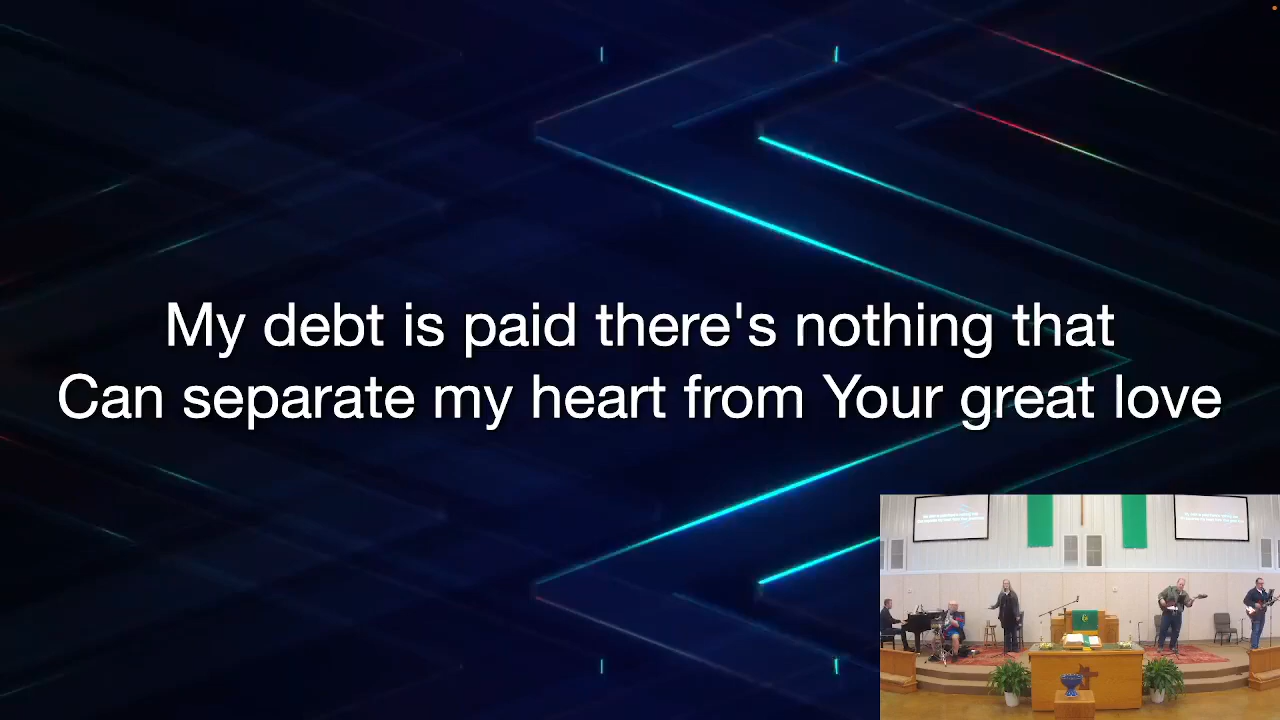 My debt is paid there's nothing that
Can separate my heart from Your great love